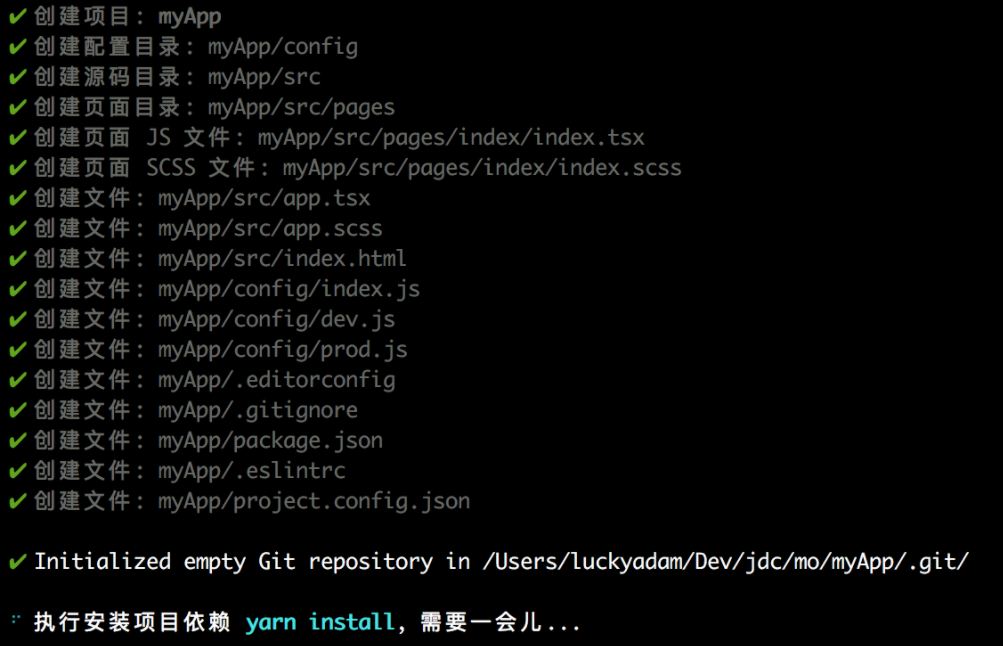 ✔ 创建项目: myApp
✔ 创建配置目录: myApp/config
✔ 创建源码目录: myApp/src
✔ 创建页面目录: myApp/src/pages
✔ 创建页面 JS 文件: myApp/src/pages/index/index.tsx
✔ 创建页面 SCSS 文件: myApp/src/pages/index/index.scss
✔ 创建文件: myApp/src/app.tsx
✔ 创建文件: myApp/src/app.scss
✔ 创建文件: myApp/src/index.html
✔ 创建文件: myApp/config/index.js
✔ 创建文件: myApp/config/dev.js
✔ 创建文件: myApp/config/prod.js
✔ 创建文件: myApp/.editorconfig
✔ 创建文件: myApp/.gitignore
✔ 创建文件: myApp/package.json
✔ 创建文件: myApp/.eslintrc
✔ 创建文件: myApp/project.config.json
✔ Initialized empty Git repository in /Users/luckyadam/Dev/jdc/mo/myApp/.git/
执行安装项目依赖 yarn install, 需要一会儿...